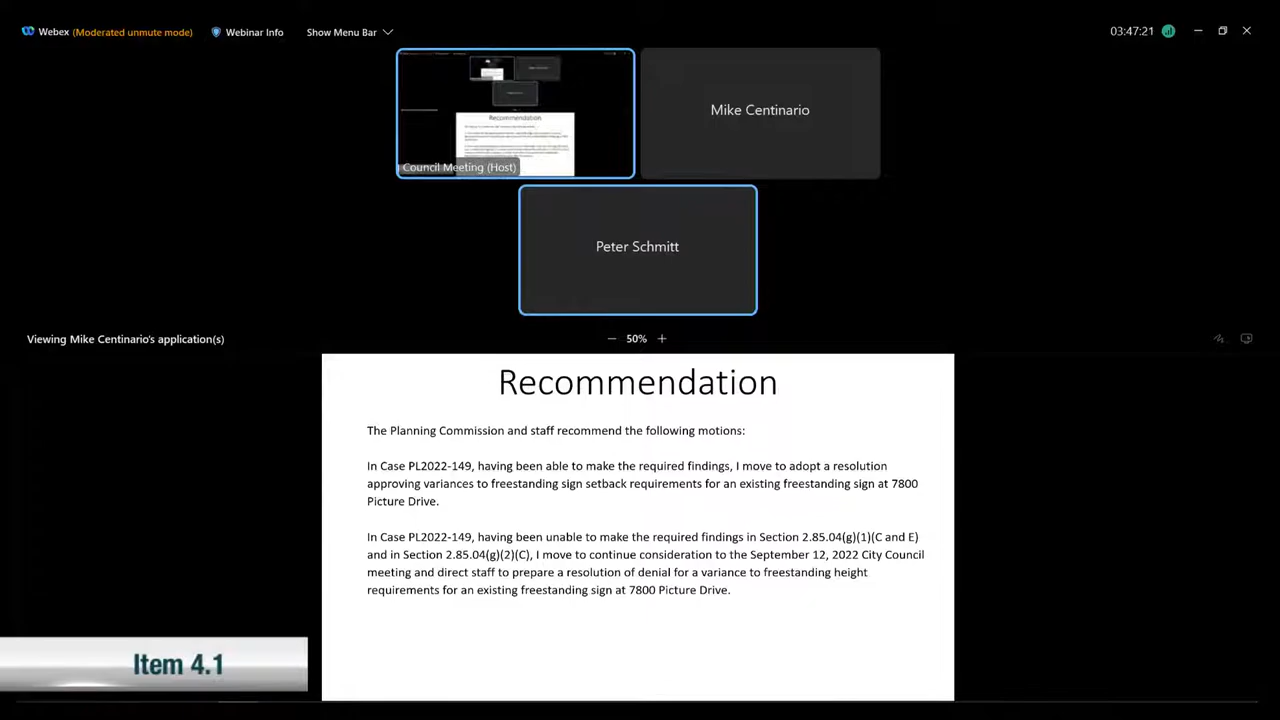 Webex (Moderated unmute mode) Webinar Info Show Menu Bar 03:47:21
Recommendation
Council Meeting (Host)
Mike Centinario
Peter Schmitt
Viewing Mike Centinario's application(s) 50%
Recommendation
The Planning Commission and staff recommend the following motions:
In Case PL2022-149, having been able to make the required findings, I move to adopt a resolution
approving variances to freestanding sign setback requirements for an existing freestanding sign at 7800
Picture Drive.
In Case PL2022-149, having been unable to make the required findings in Section 2.85.04(g)(1)(C and E)
and in Section 2.85.04(g)(2)(C), I move to continue consideration to the September 12, 2022 City Council
meeting and direct staff to prepare a resolution of denial for a variance to freestanding height
requirements for an existing freestanding sign at 7800 Picture Drive.
Item 4.1